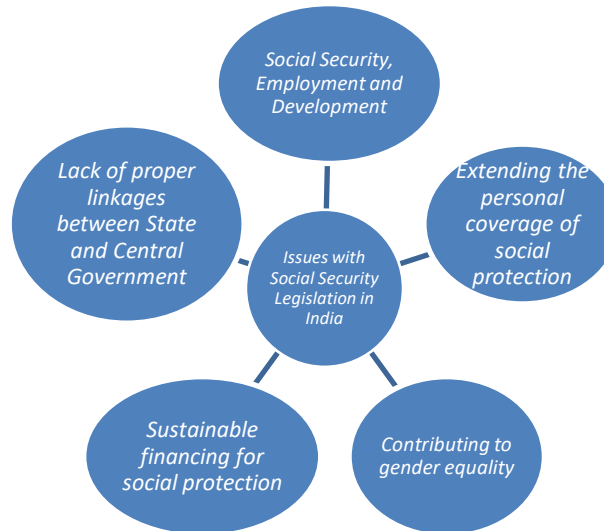 Social Security,
Employment and
Development
Lack of proper
linkages
between State
and Central
Government
Extending the
personal
coverage of
social
protection
Issues with
Social Security
Legislation in
India
Sustainable
financing for
social protection
Contributing to
gender equality